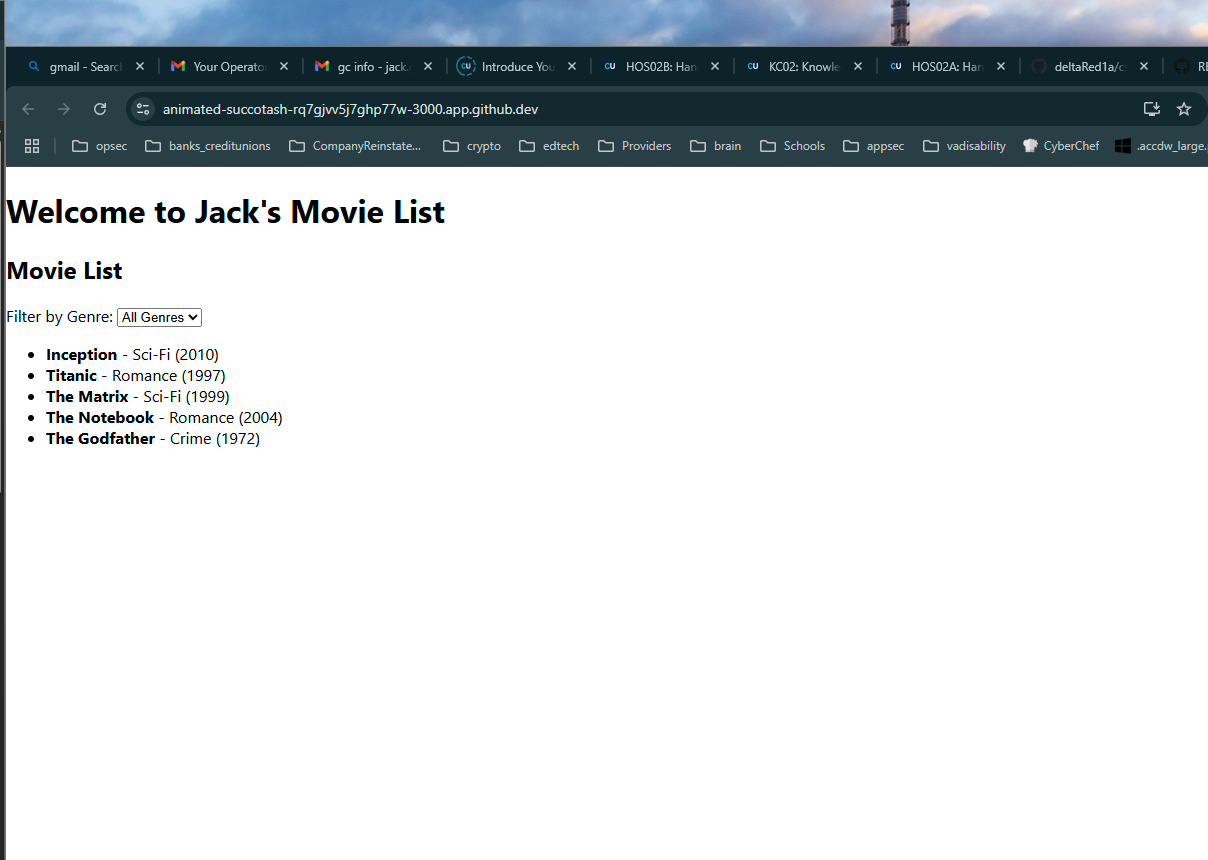 gmail - Searc
Your Operato
gc info - jack.
Introduce You
HOS02B: Han
KC02: Knowle
HOS02A: Han
deltaRed1a/c
RE
animated-succotash-rq7gjvv5j7ghp77w-3000.app.github.dev
opsec
banks_creditunions
CompanyReinstate...
crypto
edtech
Providers
brain
Schools
appsec
vadisability
CyberChef
.accdw_large.
Welcome to Jack's Movie List
Movie List
Filter by Genre: All Genres
Inception - Sci-Fi (2010)
Titanic - Romance (1997)
The Matrix - Sci-Fi (1999)
The Notebook - Romance (2004)
The Godfather - Crime (1972)